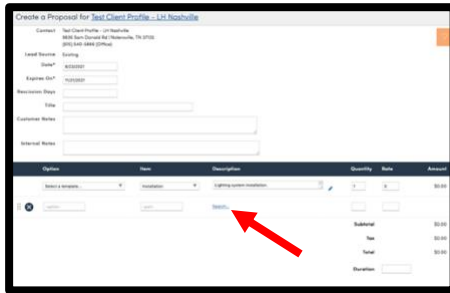 Create a Proposal for Test Client Profile - LH Nashville
Contact Test Client Profile - LH Nashville
Lead Source Existing
Date*
Expires On*
Rescission Days
Title
Customer Notes
Internal Notes
Option Item Description Quantity Rate Amount
Select a template... Installation Lighting system installation 1 0 $0.00
Search...
Subtotal $0.00
Tax $0.00
Total $0.00
Duration